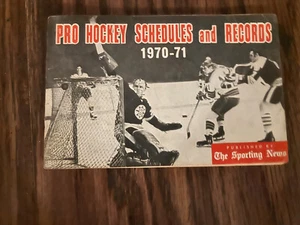 PRO HOCKEY SCHEDULES and RECORDS
1970-71
PUBLISHED BY
The Sporting News